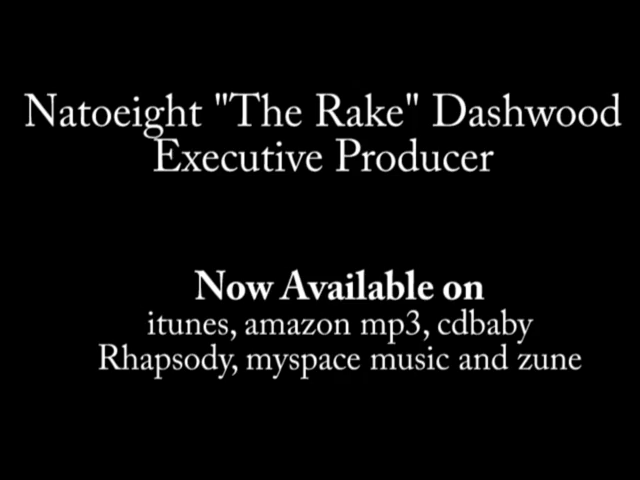 Natoeight "The Rake" Dashwood
Executive Producer
Now Available on
itunes, amazon mp3, cdbaby
Rhapsody, myspace music and zune